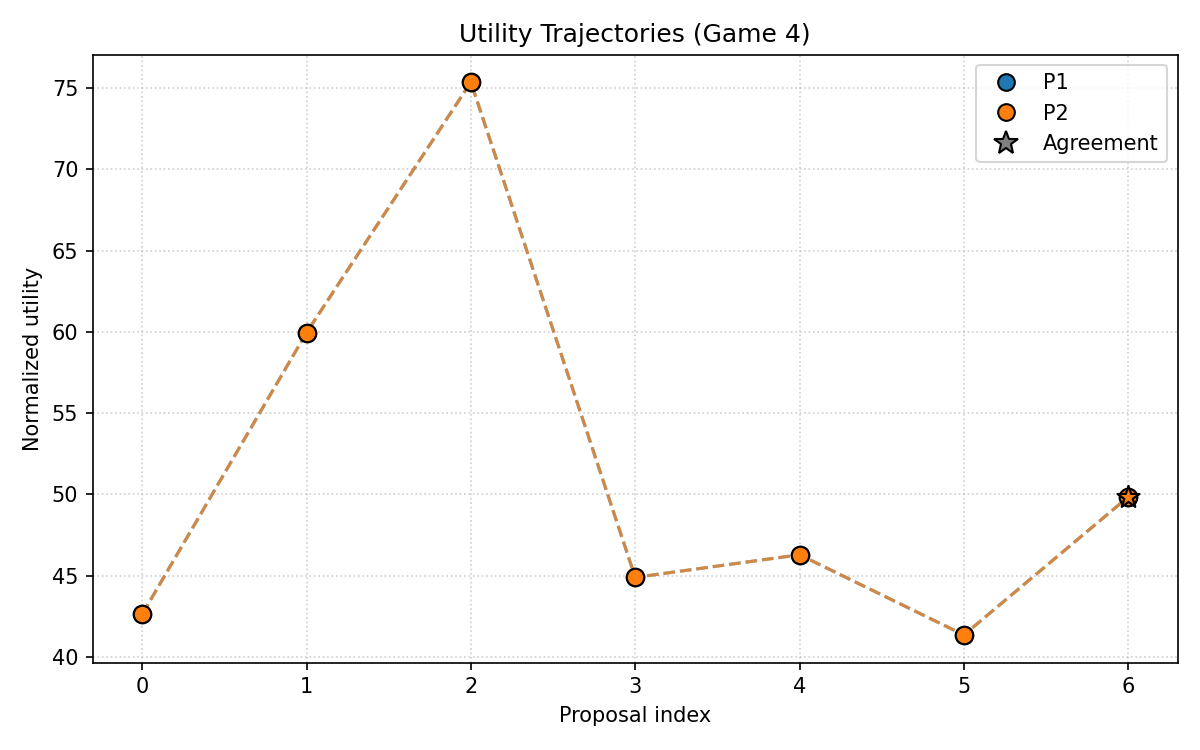 Utility Trajectories (Game 4)
P1
P2
Agreement
Normalized utility
75
70
65
60
55
50
45
40
0 1 2 3 4 5 6
Proposal index